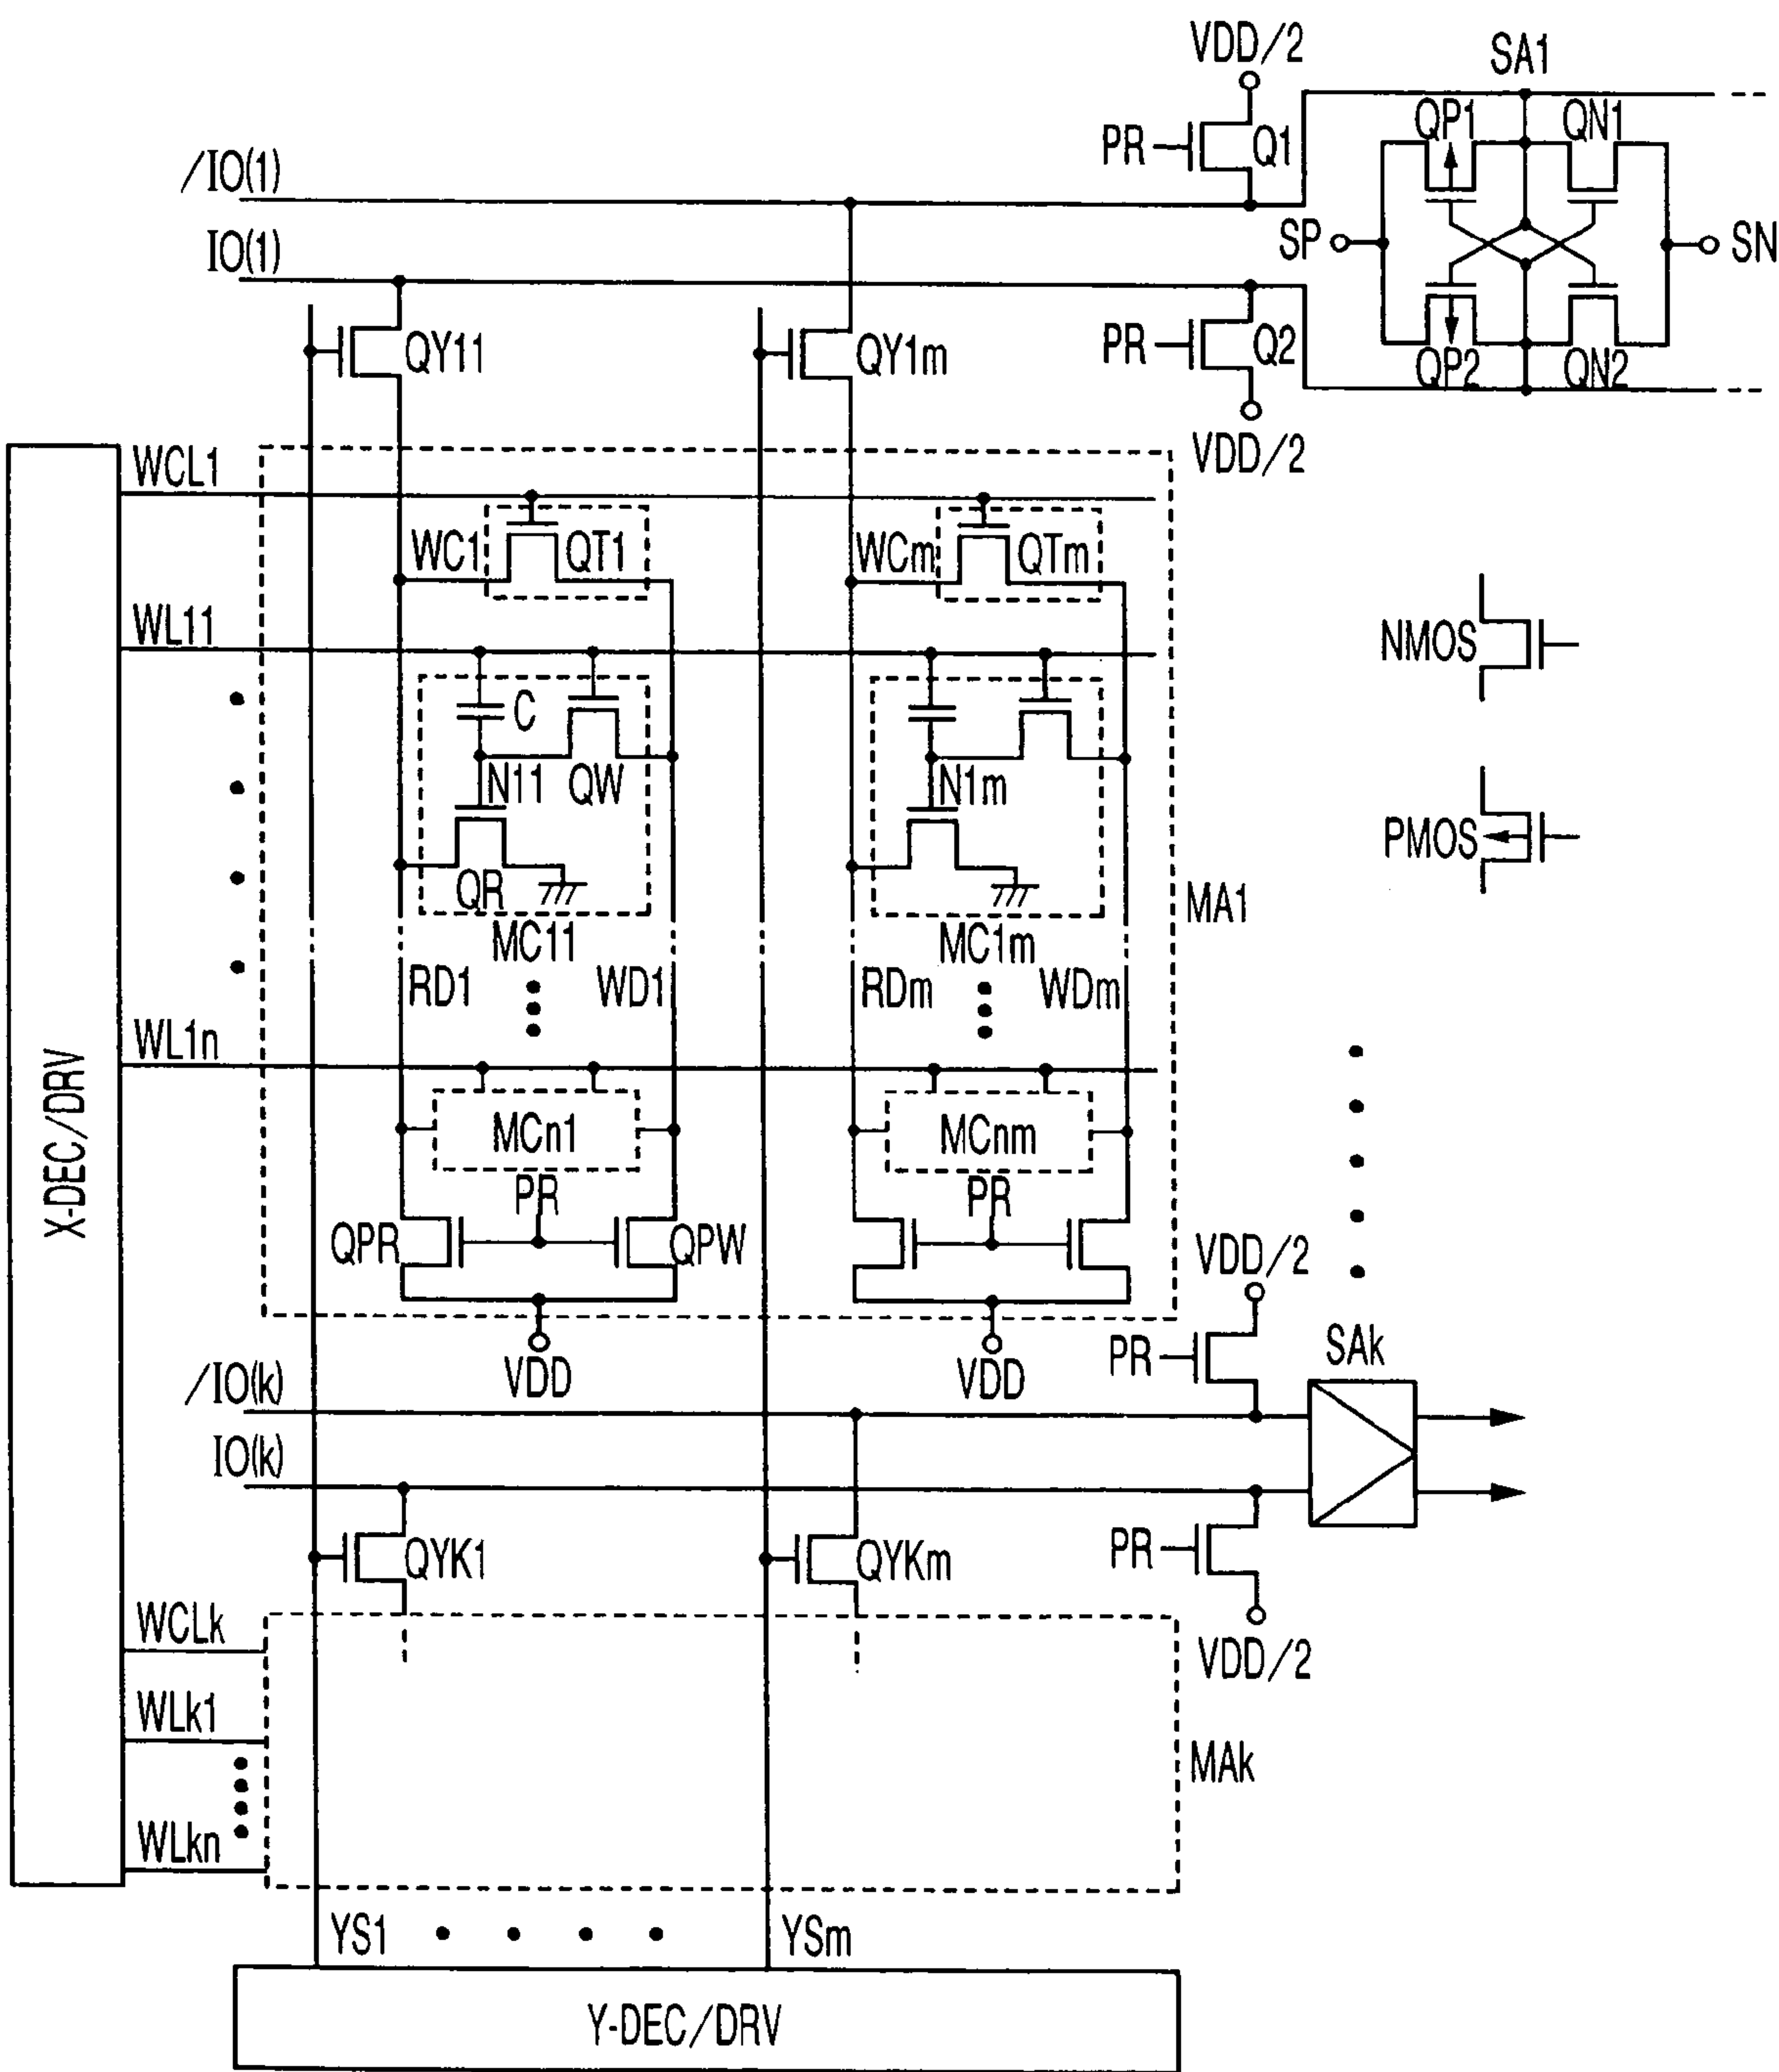 VDD/2
SA1
PR
Q1
QP1
QN1
/IO(1)
SP
SN
IO(1)
QY11
QY1m
PR
Q2
QP2
QN2
VDD/2
WCL1
WC1
QT1
WCm
QTm
WL11
NMOS
C
N11
QW
N1m
PMOS
QR
MA1
MC11
MC1m
RD1
WD1
RDm
WDm
WL1n
X-DEC/DRV
MCn1
MCnm
PR
PR
QPR
QPW
VDD/2
VDD
VDD
PR
SAk
/IO(k)
IO(k)
QYK1
QYKm
PR
WCLk
VDD/2
WLk1
MAk
WLkn
YS1
YSm
Y-DEC/DRV